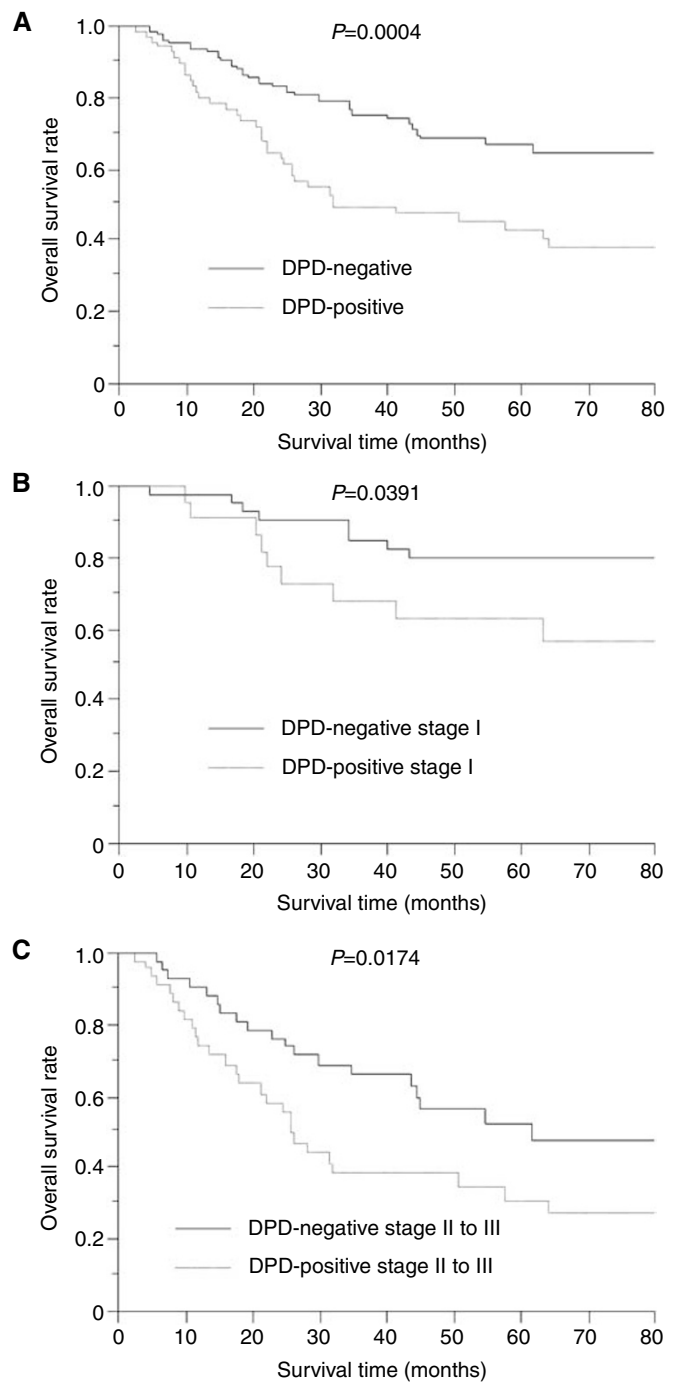 A
P=0.0004
1.0
0.8
0.6
0.4
0.2
0
Overall survival rate
DPD-negative
DPD-positive
0 10 20 30 40 50 60 70 80
Survival time (months)
B
P=0.0391
1.0
0.8
0.6
0.4
0.2
0
Overall survival rate
DPD-negative stage I
DPD-positive stage I
0 10 20 30 40 50 60 70 80
Survival time (months)
C
P=0.0174
1.0
0.8
0.6
0.4
0.2
0
Overall survival rate
DPD-negative stage II to III
DPD-positive stage II to III
0 10 20 30 40 50 60 70 80
Survival time (months)